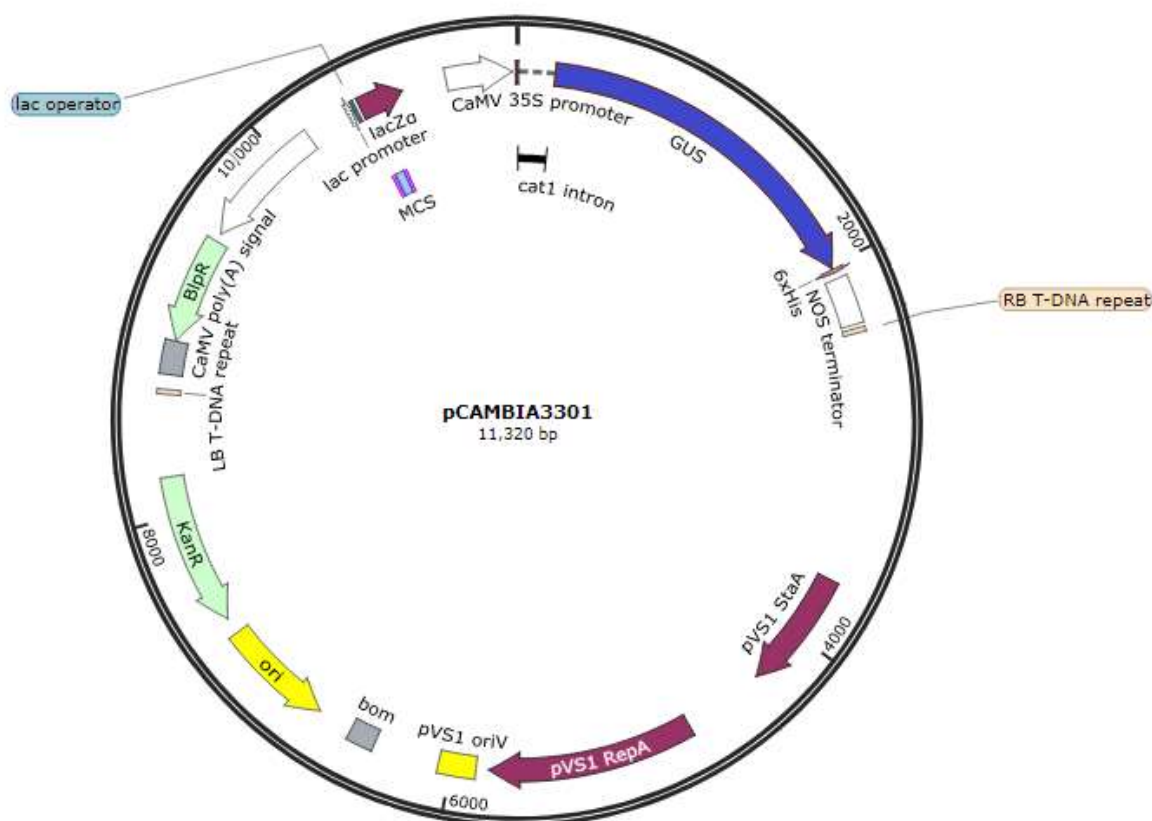 lac operator
lacZα
lac promoter
MCS
CaMV 35S promoter
GUS
cat1 intron
10,000
2000
CaMV poly(A) signal
BlpR
6xHis
NOS terminator
RB T-DNA repeat
LB T-DNA repeat
pCAMBIA3301
11,320 bp
KanR
8000
pVS1 StaA
4000
ori
bom
pVS1 oriV
pVS1 RepA
6000